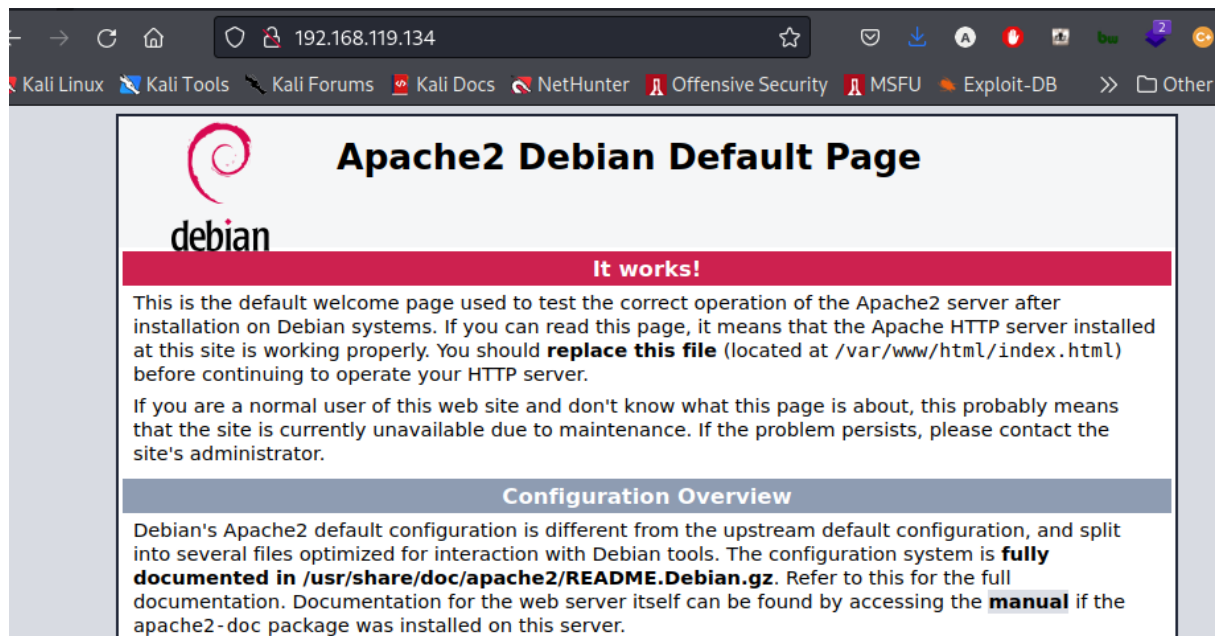 192.168.119.134
2
Kali Linux Kali Tools Kali Forums Kali Docs NetHunter Offensive Security MSFU Exploit-DB Other
debian
Apache2 Debian Default Page
It works!
This is the default welcome page used to test the correct operation of the Apache2 server after
installation on Debian systems. If you can read this page, it means that the Apache HTTP server installed
at this site is working properly. You should replace this file (located at /var/www/html/index.html)
before continuing to operate your HTTP server.
If you are a normal user of this web site and don't know what this page is about, this probably means
that the site is currently unavailable due to maintenance. If the problem persists, please contact the
site's administrator.
Configuration Overview
Debian's Apache2 default configuration is different from the upstream default configuration, and split
into several files optimized for interaction with Debian tools. The configuration system is fully
documented in /usr/share/doc/apache2/README.Debian.gz. Refer to this for the full
documentation. Documentation for the web server itself can be found by accessing the manual if the
apache2-doc package was installed on this server.